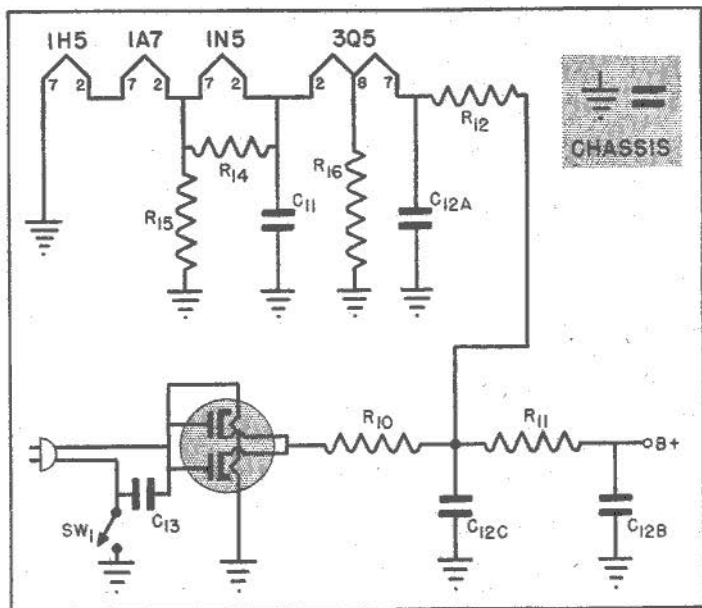 1H5 1A7 1N5 3Q5
7 2 7 2 7 2 2 8 7
R12
CHASSIS
R14
R16
R15
C11
C12A
R10
R11
B+
C13
SW1
C12C
C12B